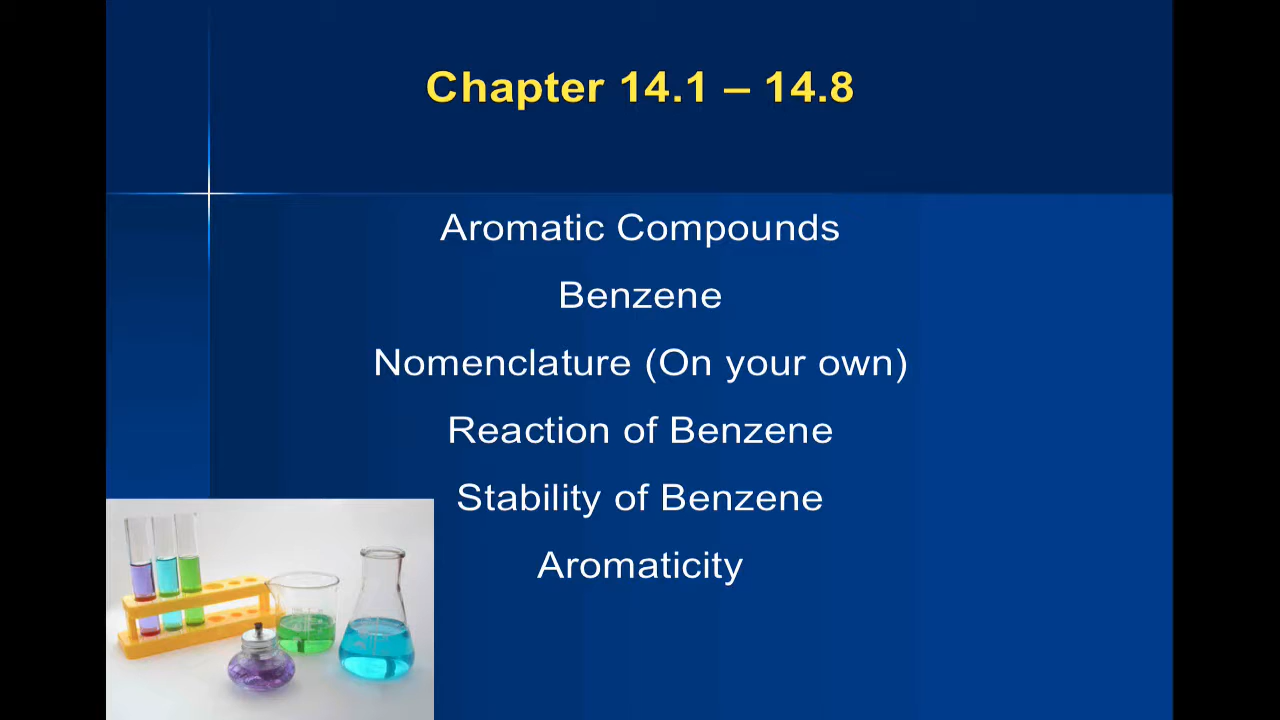 Chapter 14.1 – 14.8
Aromatic Compounds
Benzene
Nomenclature (On your own)
Reaction of Benzene
Stability of Benzene
Aromaticity